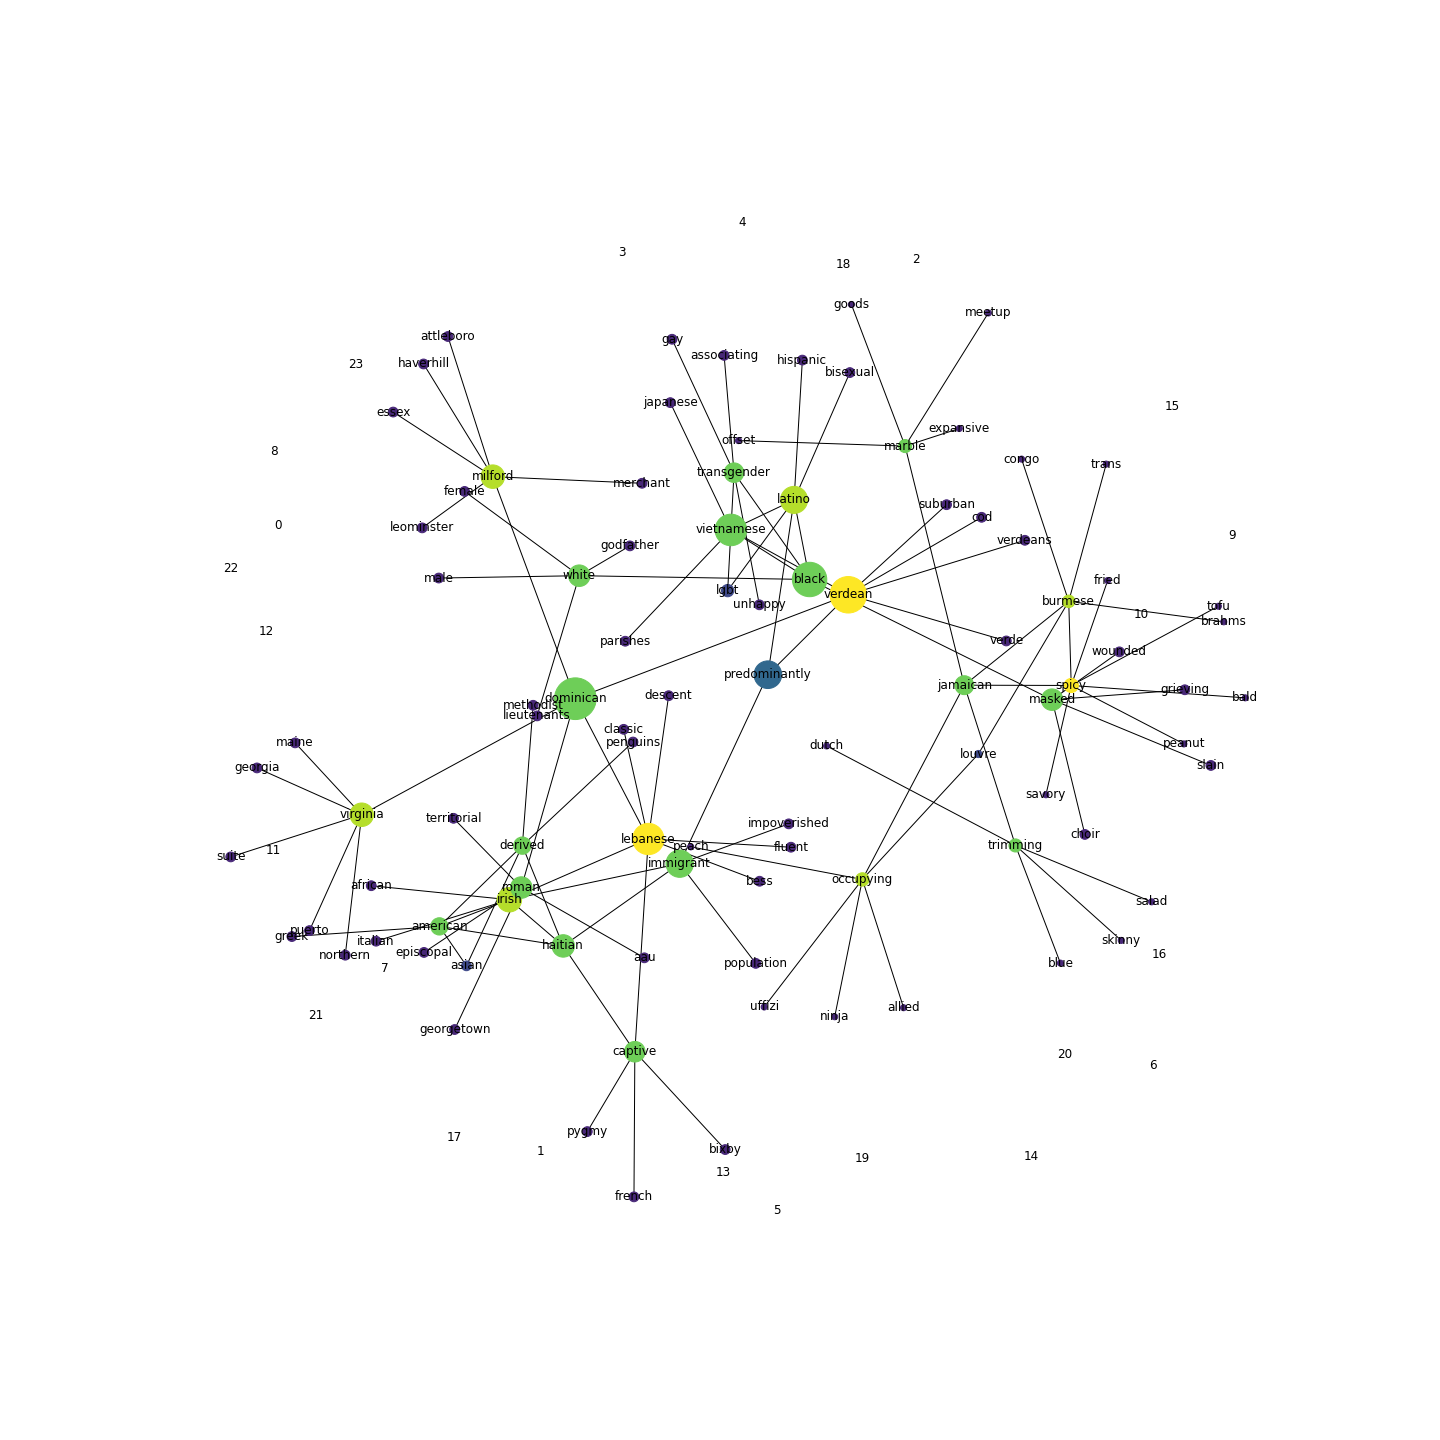 4
3
2
18
goods
meetup
attleboro
gay
associating
hispanic
haverhill
23
bisexual
japanese
15
essex
expansive
offset
marble
8
congo
trans
transgender
milford
merchant
female
latino
suburban
cod
0
leominster
vietnamese
9
verdeans
godfather
22
white
male
black
fried
lgbt
verdean
burmese
unhappy
tofu
10
brahms
12
parishes
verde
wounded
predominantly
jamaican
spicy
grieving
descent
bald
dominican
masked
methodist
lieutenants
classic
maine
penguins
dutch
peanut
louvre
georgia
slain
savory
virginia
territorial
impoverished
choir
lebanese
derived
peach
fluent
trimming
11
suite
immigrant
occupying
bess
african
roman
irish
salad
american
puerto
greek
italian
skinny
haitian
episcopal
16
northern
aau
population
blue
7
asian
uffizi
allied
21
ninja
georgetown
captive
20
6
pygmy
17
bixby
1
14
19
13
french
5